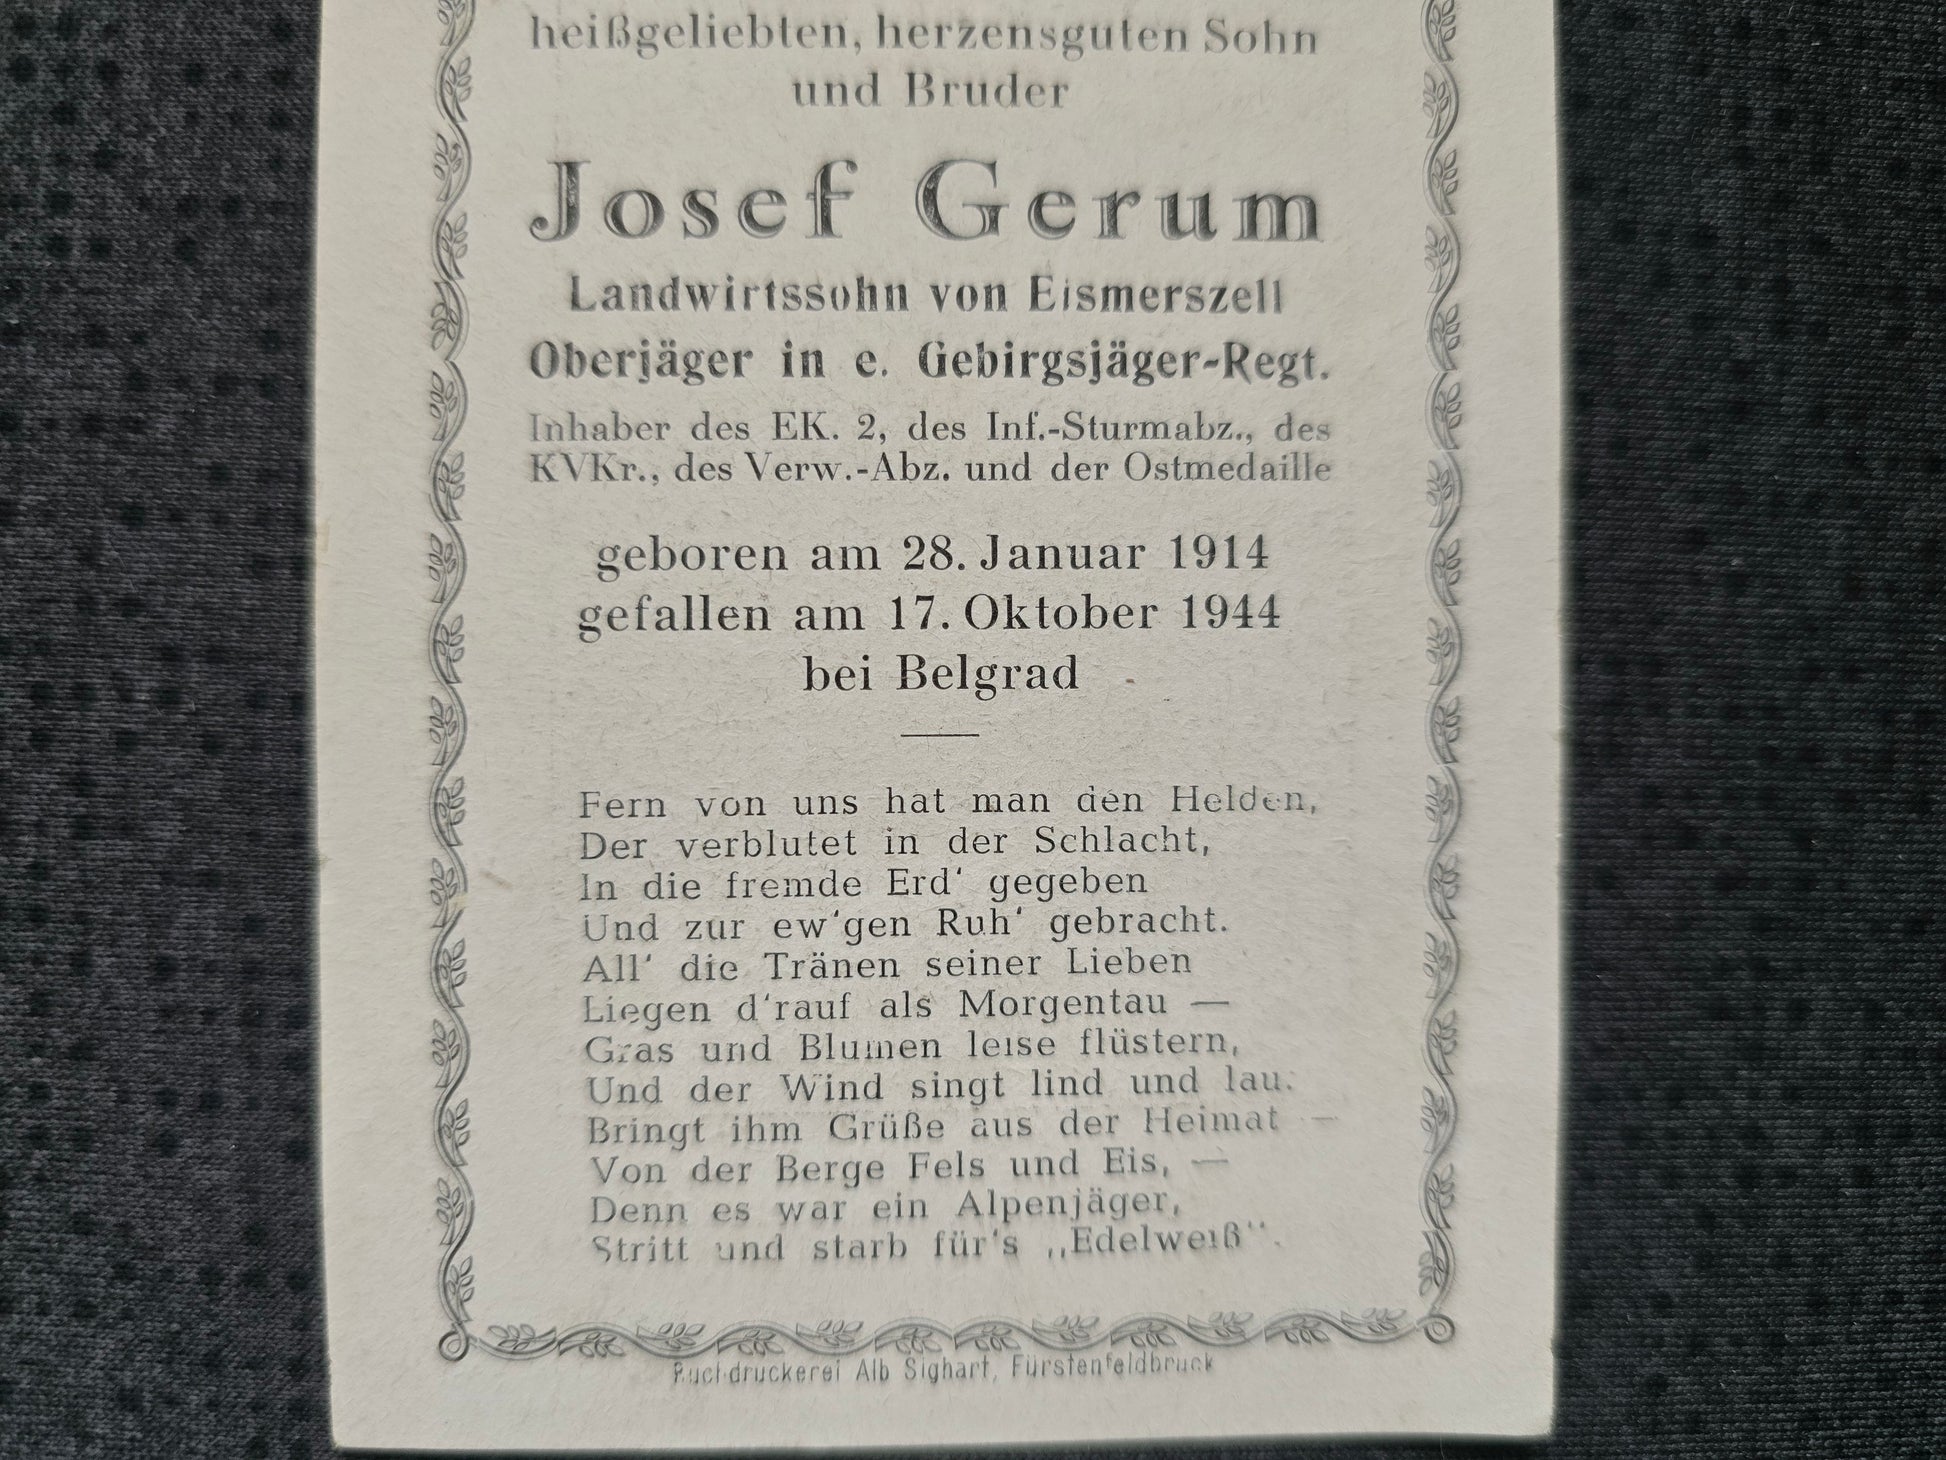 heißgeliebten, herzensguten Sohn
und Bruder
Josef Gerum
Landwirtssohn von Eismerszell
Oberjäger in e. Gebirgsjäger-Regt.
Inhaber des EK. 2, des Inf.-Sturmabz., des
KVKr., des Verw.-Abz. und der Ostmedaille
geboren am 28. Januar 1914
gefallen am 17. Oktober 1944
bei Belgrad
Fern von uns hat man den Helden,
Der verblutet in der Schlacht,
In die fremde Erd‘ gegeben
Und zur ew‘gen Ruh‘ gebracht.
All‘ die Tränen seiner Lieben
Liegen d‘rauf als Morgentau —
Gras und Blumen leise flüstern,
Und der Wind singt lind und lau.
Bringt ihm Grüße aus der Heimat —
Von der Berge Fels und Eis, —
Denn es war ein Alpenjäger,
Stritt und starb für's „Edelweiß".
Buchdruckerei Alb Sighart, Fürstenfeldbruck